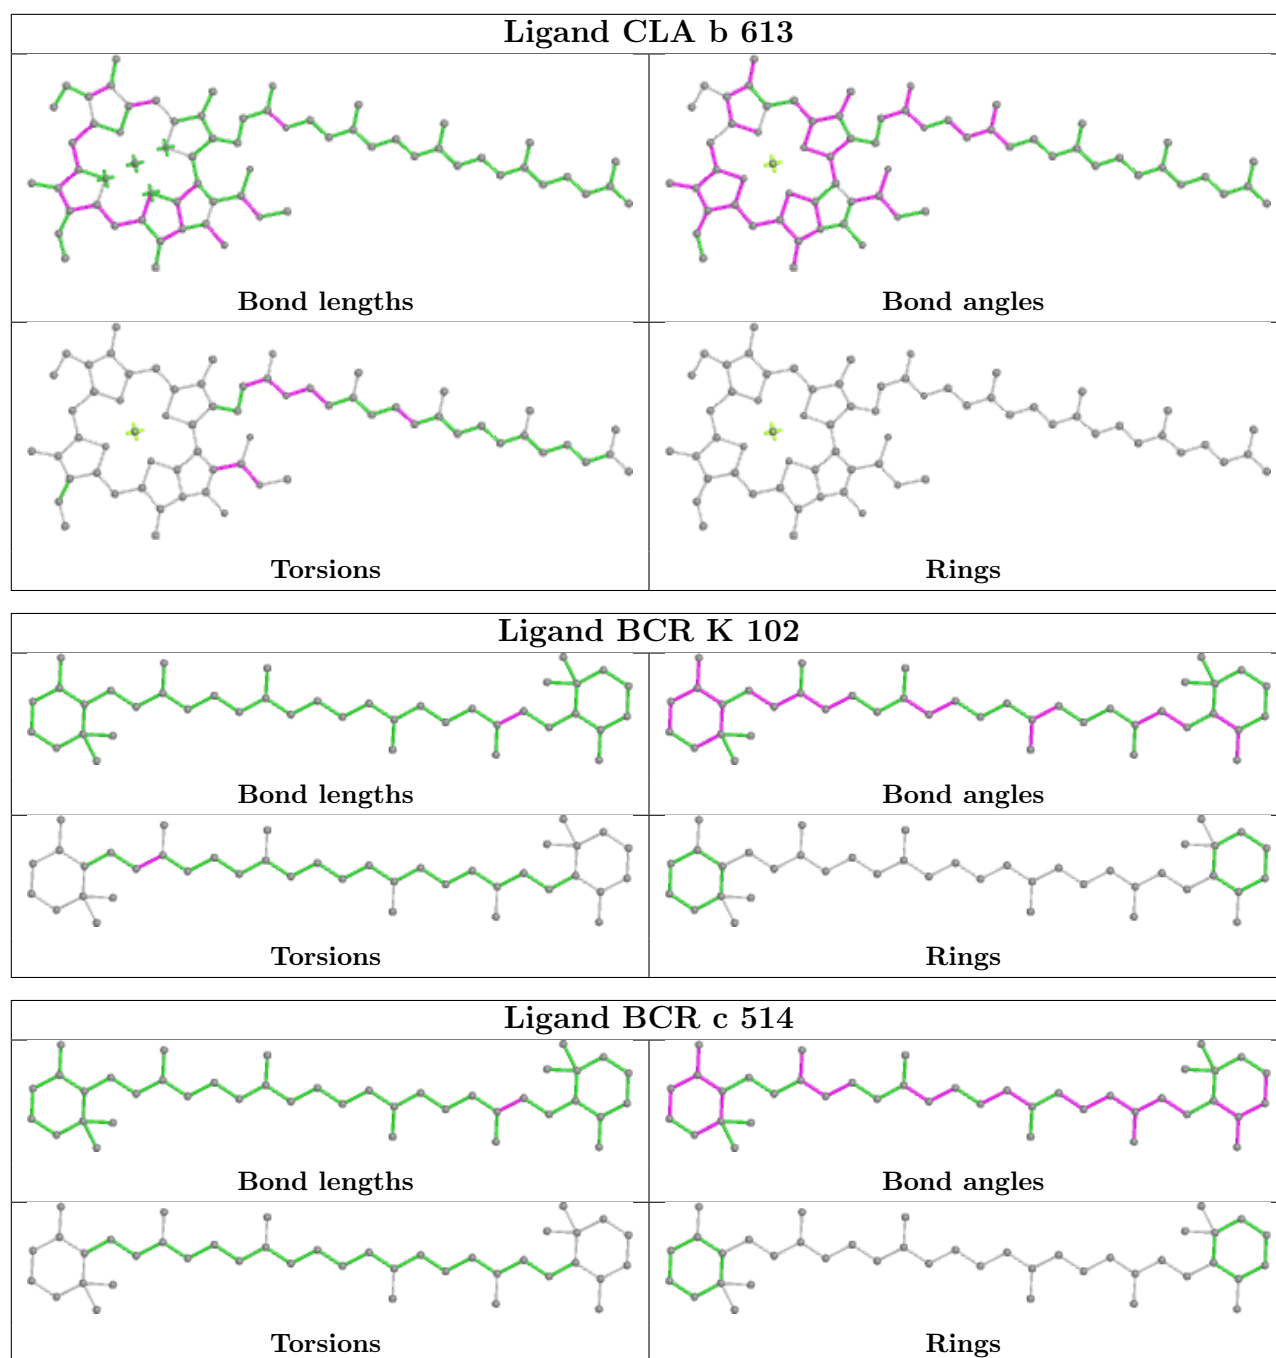 Ligand CLA b 613
Bond lengths
Bond angles
Torsions
Rings
Ligand BCR K 102
Bond lengths
Bond angles
Torsions
Rings
Ligand BCR c 514
Bond lengths
Bond angles
Torsions
Rings